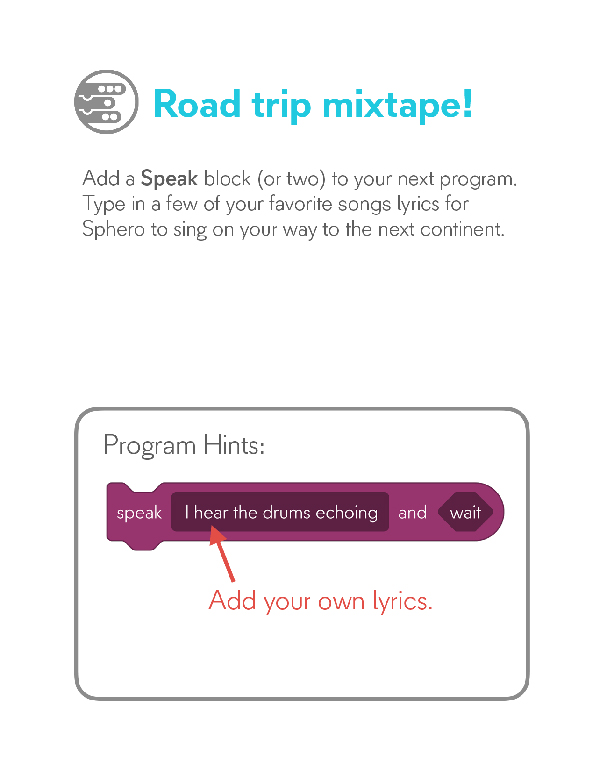 Road trip mixtape!
Add a Speak block (or two) to your next program.
Type in a few of your favorite songs lyrics for
Sphero to sing on your way to the next continent.
Program Hints:
speak I hear the drums echoing and wait
Add your own lyrics.